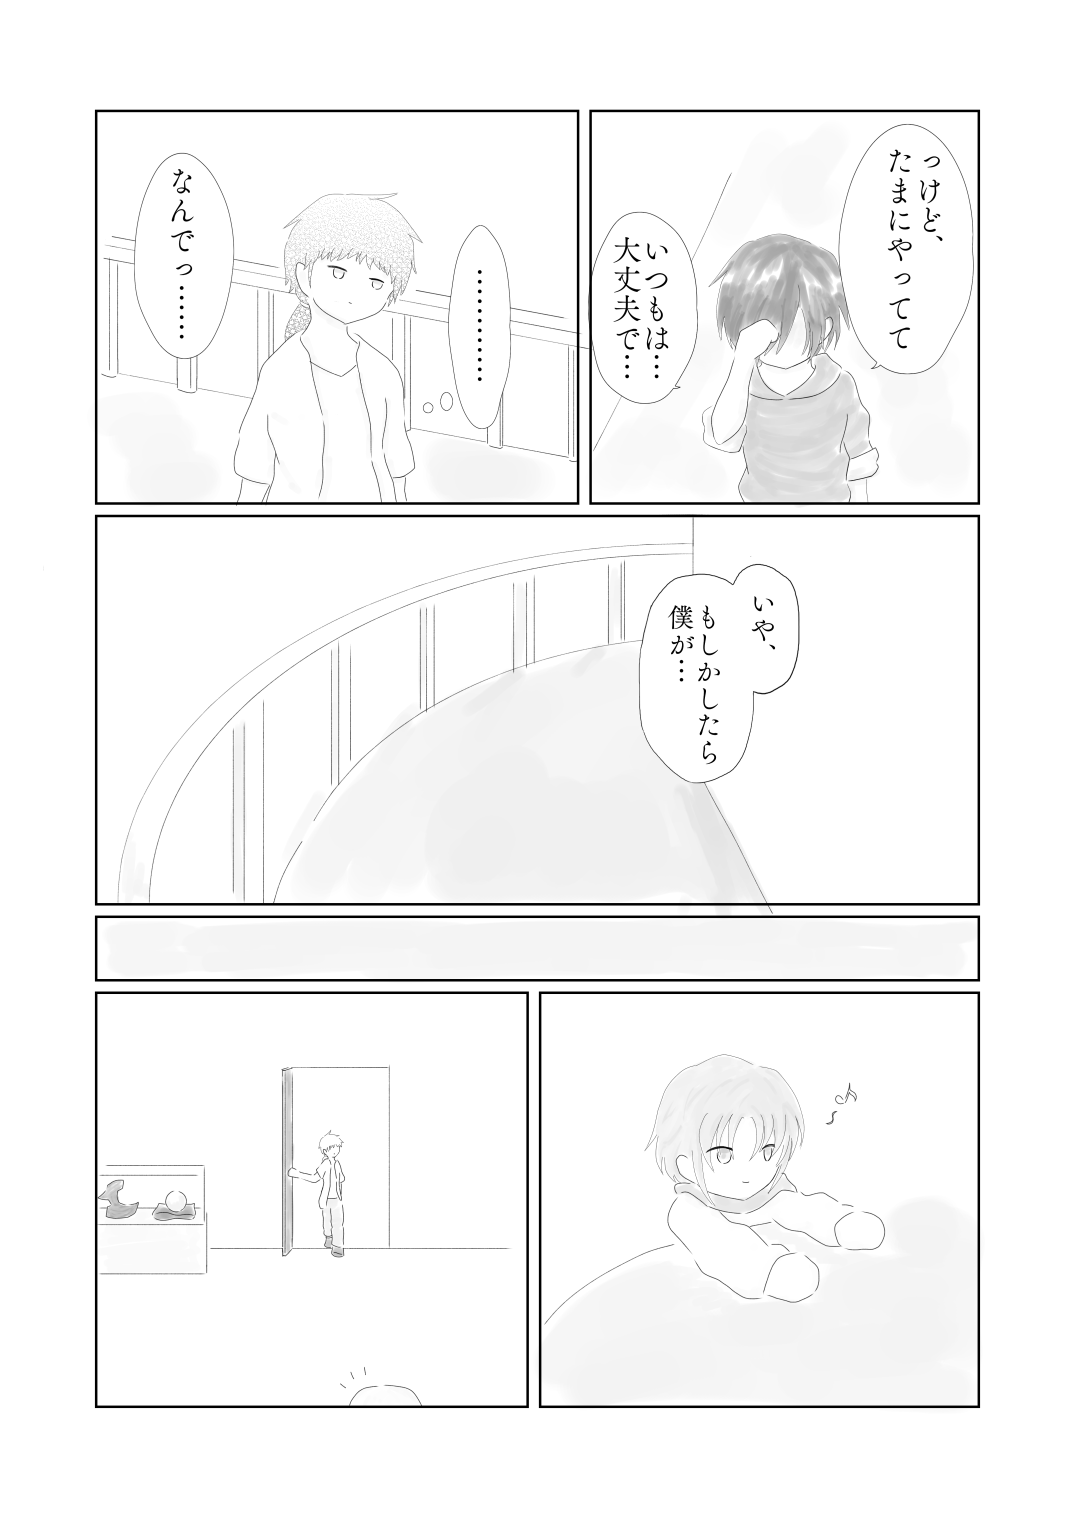 っけど、
たまにやってて
いつもは…
大丈夫で…
…………
なんでっ……
いや、
もしかしたら
僕が…